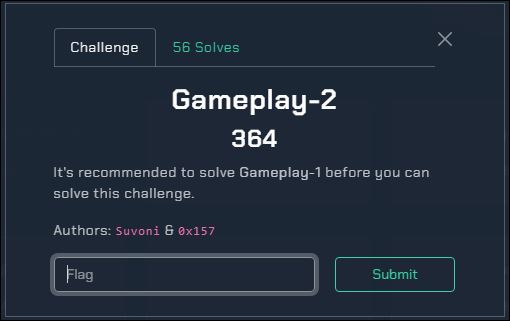 Challenge
56 Solves
Gameplay-2
364
It's recommended to solve Gameplay-1 before you can
solve this challenge.
Authors: Suvoni & 0x157
Flag
Submit